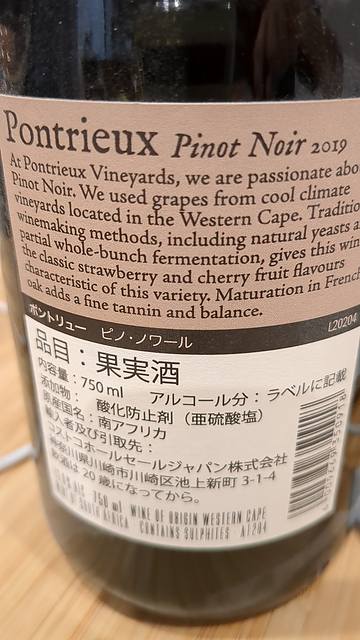 Pontrieux Pinot Noir 2019
At Pontrieux Vineyards, we are passionate abo
Pinot Noir. We used grapes from cool climate
vineyards located in the Western Cape. Traditio
winemaking methods, including natural yeasts a
partial whole-bunch fermentation, gives this win
the classic strawberry and cherry fruit flavours
characteristic of this variety. Maturation in French
oak adds a fine tannin and balance.
ポントリュー ピノ・ノワール L20204
品目:果実酒
内容量:750ml アルコール分:ラベルに記載
添加物: 酸化防止剤(亜硫酸塩)
原産国名:南アフリカ
輸入者及び引取先:
コストコホールセールジャパン株式会社
神奈川県川崎市川崎区池上新町 3-1-4
飲酒は20歳になってから。
750 ml WINE OF ORIGIN WESTERN CAPE
OF SOUTH AFRICA CONTAINS SULPHITES A1204